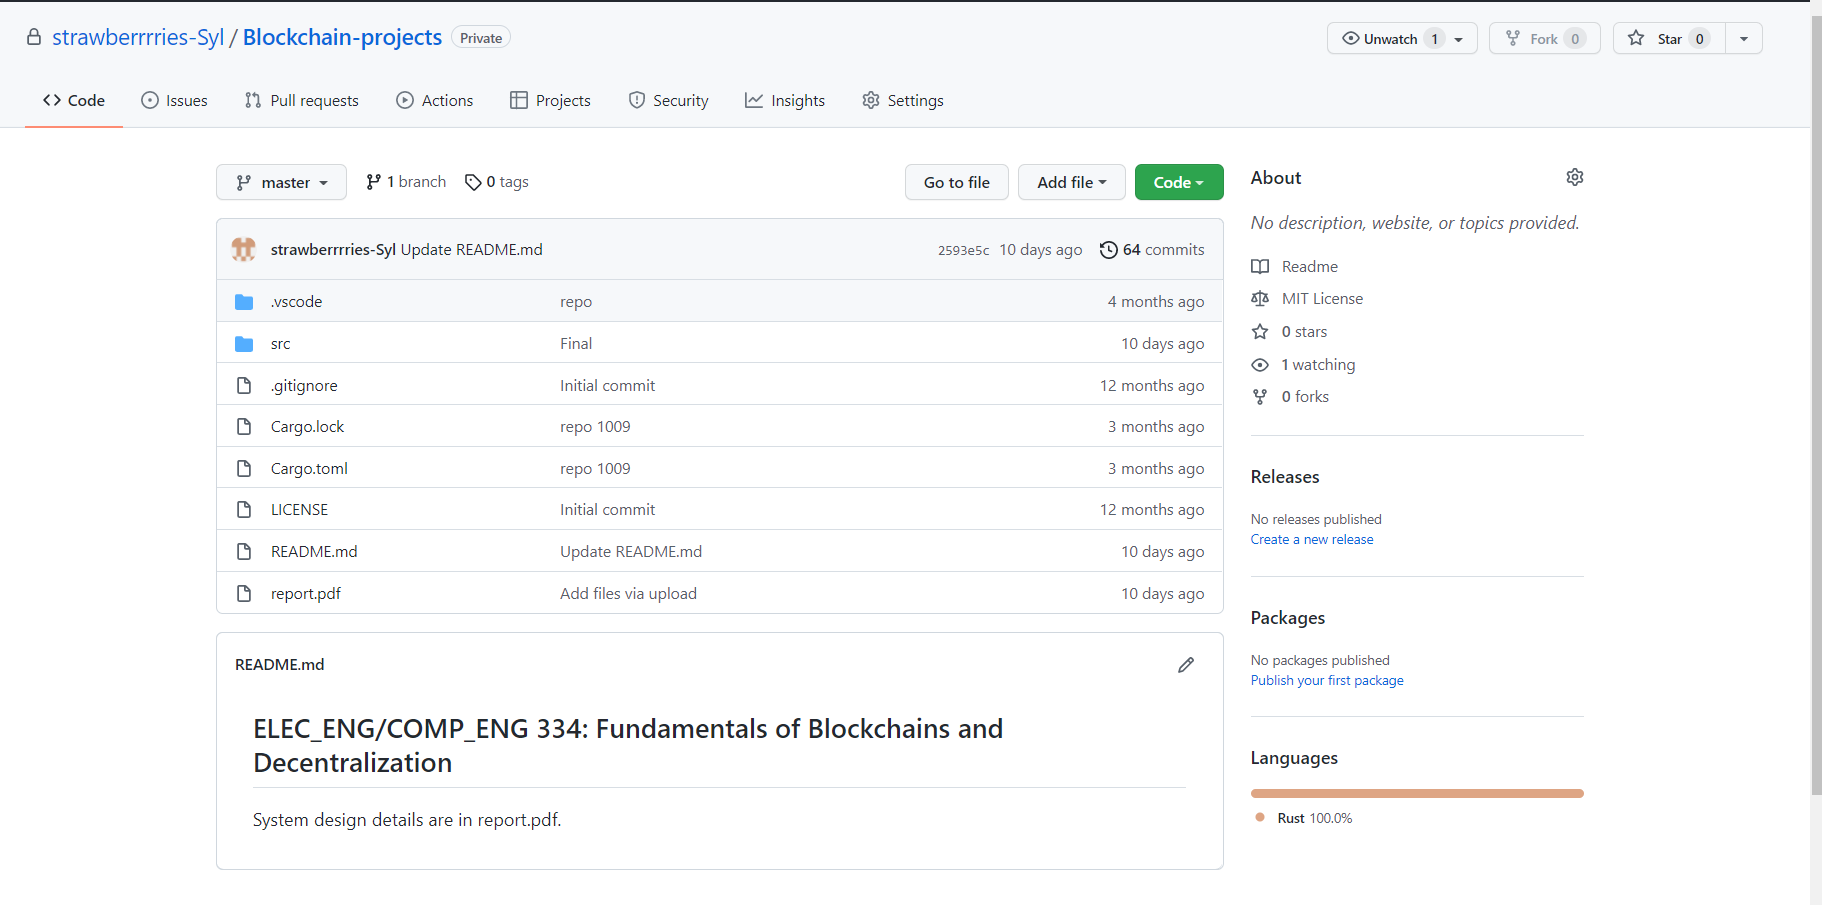 strawberrrries-Syl / Blockchain-projects Private
Unwatch 1 Fork 0 Star 0
Code Issues Pull requests Actions Projects Security Insights Settings
master 1 branch 0 tags Go to file Add file Code
strawberrrries-Syl Update README.md 2593e5c 10 days ago 64 commits
.vscode repo 4 months ago
src Final 10 days ago
.gitignore Initial commit 12 months ago
Cargo.lock repo 1009 3 months ago
Cargo.toml repo 1009 3 months ago
LICENSE Initial commit 12 months ago
README.md Update README.md 10 days ago
report.pdf Add files via upload 10 days ago
README.md
ELEC_ENG/COMP_ENG 334: Fundamentals of Blockchains and
Decentralization
System design details are in report.pdf.
About
No description, website, or topics provided.
Readme
MIT License
0 stars
1 watching
0 forks
Releases
No releases published
Create a new release
Packages
No packages published
Publish your first package
Languages
Rust 100.0%